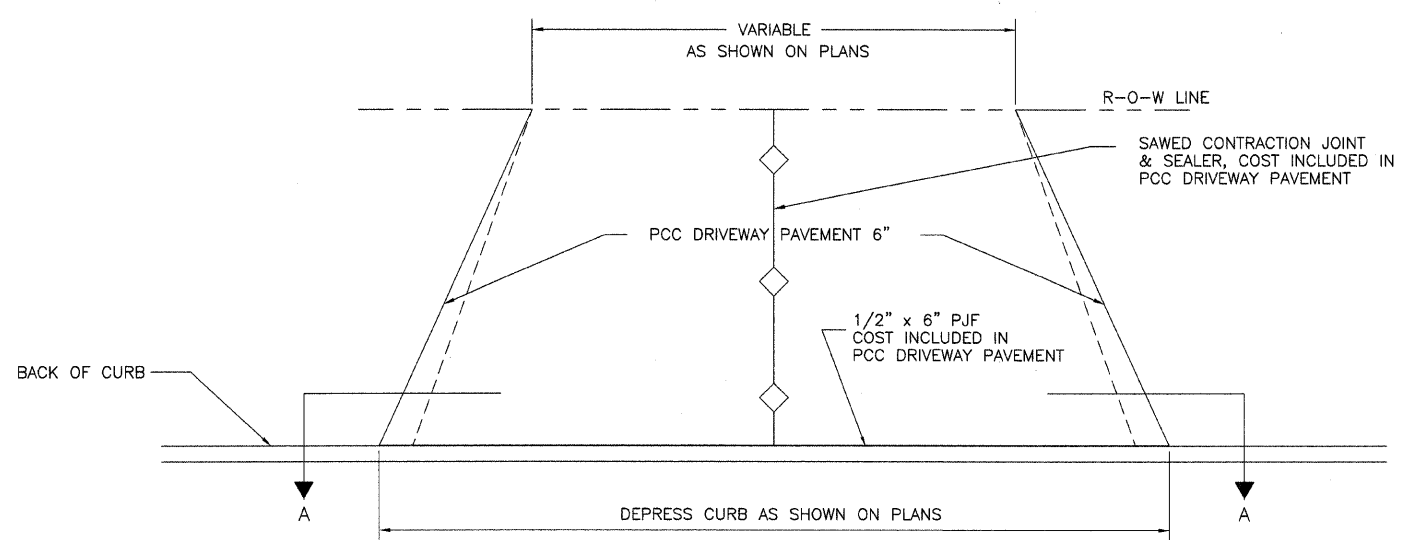 VARIABLE
AS SHOWN ON PLANS
R-O-W LINE
SAWED CONTRACTION JOINT
& SEALER, COST INCLUDED IN
PCC DRIVEWAY PAVEMENT
PCC DRIVEWAY PAVEMENT 6"
1/2" x 6" PJF
COST INCLUDED IN
PCC DRIVEWAY PAVEMENT
BACK OF CURB
A
A
DEPRESS CURB AS SHOWN ON PLANS